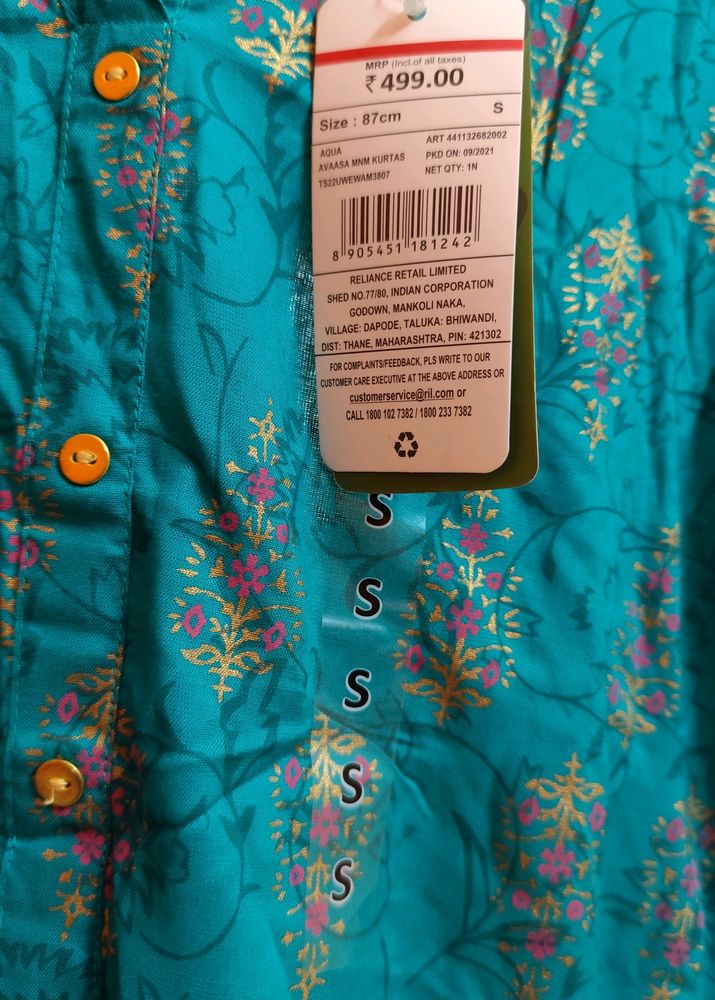 MRP (Incl.of all taxes)
₹ 499.00
Size : 87cm S
AQUA ART 441132682002
AVAASA MNM KURTAS PKD ON: 09/2021
TS22UWEWAM3807 NET QTY: 1N
8 905451 181242
RELIANCE RETAIL LIMITED
SHED NO.77/80, INDIAN CORPORATION
GODOWN, MANKOLI NAKA,
VILLAGE: DAPODE, TALUKA: BHIWANDI,
DIST: THANE, MAHARASHTRA, PIN: 421302
FOR COMPLAINTS/FEEDBACK, PLS WRITE TO OUR
CUSTOMER CARE EXECUTIVE AT THE ABOVE ADDRESS OR
customerservice@ril.com or
CALL 1800 102 7382 / 1800 233 7382
S
S
S
S
S